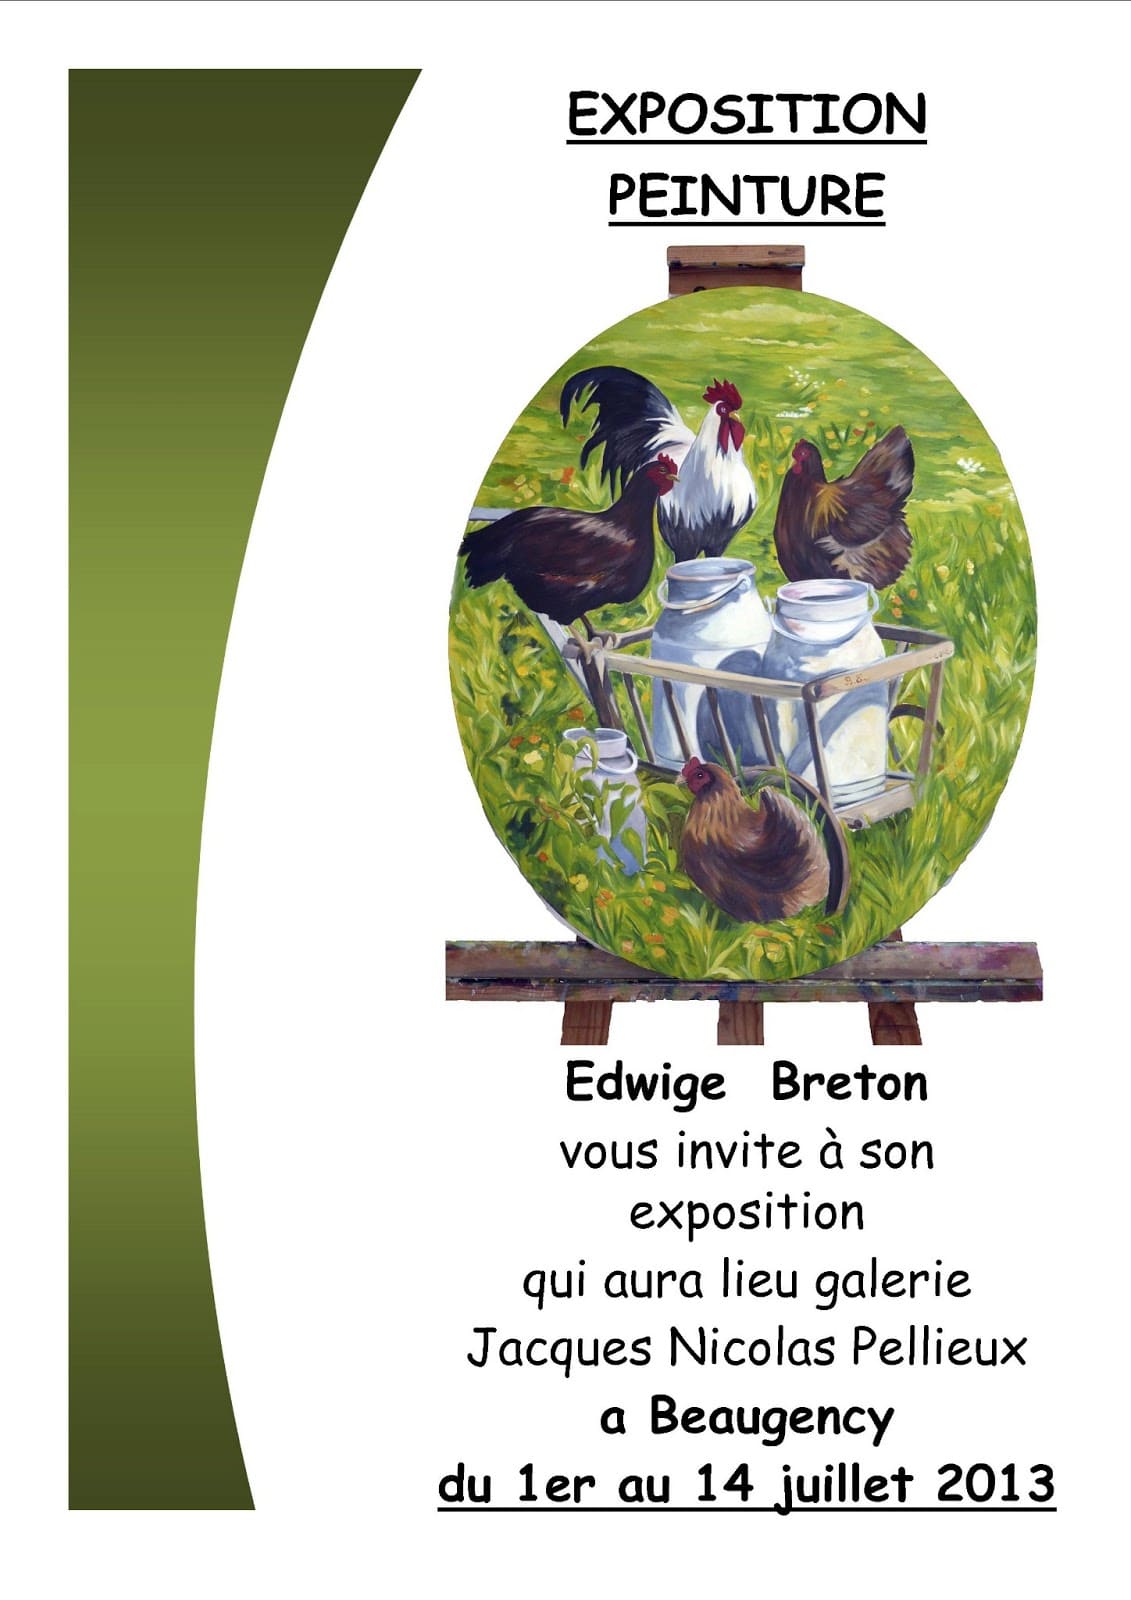 EXPOSITION
PEINTURE
Edwige Breton
vous invite à son
exposition
qui aura lieu galerie
Jacques Nicolas Pellieux
a Beaugency
du 1er au 14 juillet 2013